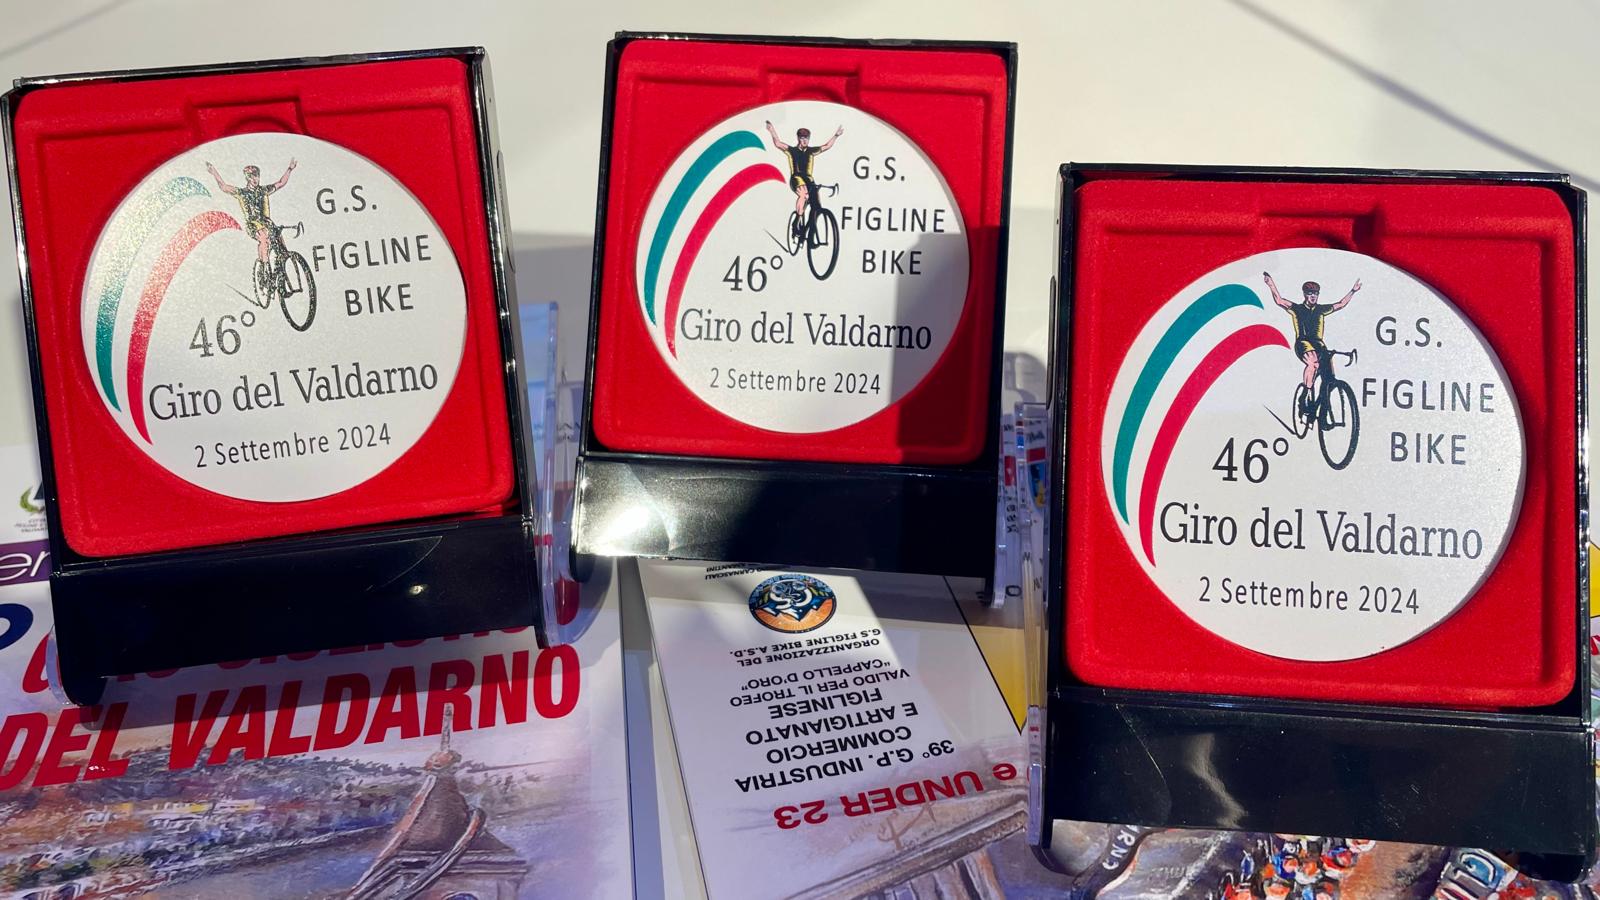 G.S.
FIGLINE
BIKE
46°
Giro del Valdarno
2 Settembre 2024
G.S.
FIGLINE
BIKE
46°
Giro del Valdarno
2 Settembre 2024
G.S.
FIGLINE
BIKE
46°
Giro del Valdarno
2 Settembre 2024
DEL VALDARNO
e UNDER 23
39° G.P. INDUSTRIA
COMMERCIO
E ARTIGIANATO
FIGLINESE
VALIDO PER IL TROFEO
"CAPPELLO D'ORO"
ORGANIZZAZIONE DEL
G.S FIGLINE BIKE A.S.D.